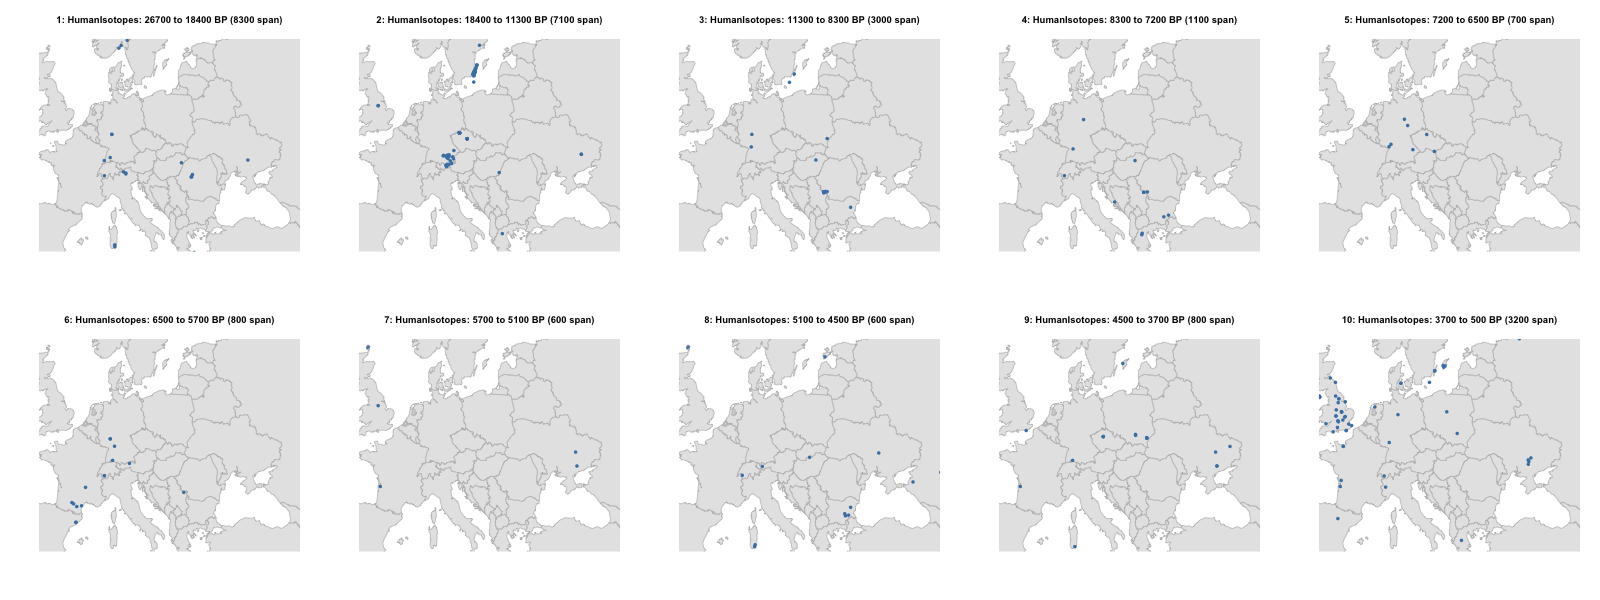 1: HumanIsotopes: 26700 to 18400 BP (8300 span)
2: HumanIsotopes: 18400 to 11300 BP (7100 span)
3: HumanIsotopes: 11300 to 8300 BP (3000 span)
4: HumanIsotopes: 8300 to 7200 BP (1100 span)
5: HumanIsotopes: 7200 to 6500 BP (700 span)
6: HumanIsotopes: 6500 to 5700 BP (800 span)
7: HumanIsotopes: 5700 to 5100 BP (600 span)
8: HumanIsotopes: 5100 to 4500 BP (600 span)
9: HumanIsotopes: 4500 to 3700 BP (800 span)
10: HumanIsotopes: 3700 to 500 BP (3200 span)